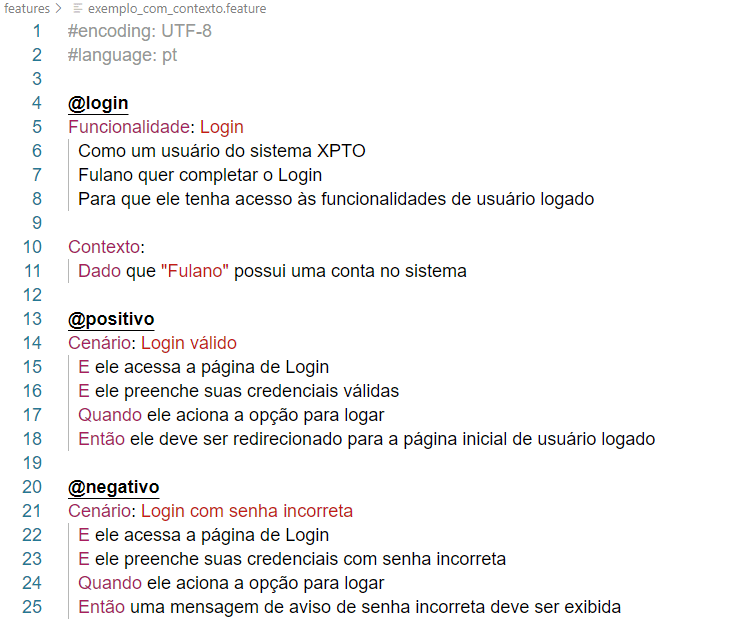 features > exemplo_com_contexto.feature
1 #encoding: UTF-8
2 #language: pt
3
4 @login
5 Funcionalidade: Login
6 Como um usuário do sistema XPTO
7 Fulano quer completar o Login
8 Para que ele tenha acesso às funcionalidades de usuário logado
9
10 Contexto:
11 Dado que "Fulano" possui uma conta no sistema
12
13 @positivo
14 Cenário: Login válido
15 E ele acessa a página de Login
16 E ele preenche suas credenciais válidas
17 Quando ele aciona a opção para logar
18 Então ele deve ser redirecionado para a página inicial de usuário logado
19
20 @negativo
21 Cenário: Login com senha incorreta
22 E ele acessa a página de Login
23 E ele preenche suas credenciais com senha incorreta
24 Quando ele aciona a opção para logar
25 Então uma mensagem de aviso de senha incorreta deve ser exibida